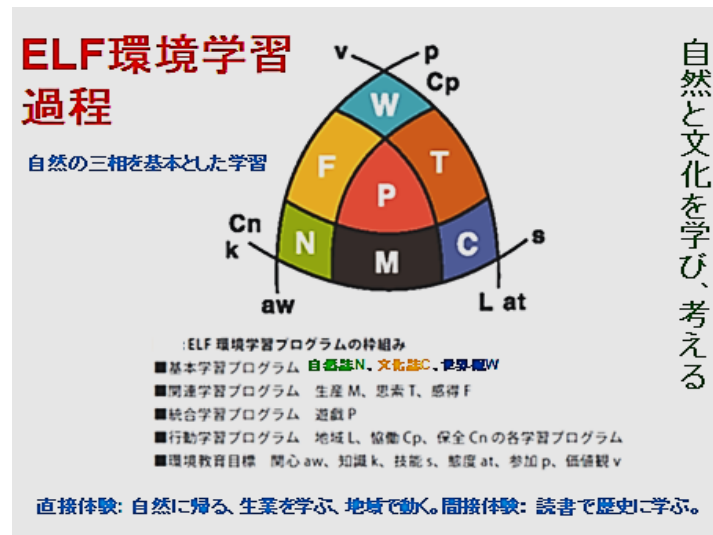 ELF環境学習
過程
自然の三相を基本とした学習
v
p
Cp
W
F
T
P
Cn
k
N
M
C
s
aw
L at
自然と文化を学び、考える
:ELF 環境学習プログラムの枠組み
■基本学習プログラム 自然誌N、文化誌C、世界観W
■関連学習プログラム 生産 M、思索 T、感得 F
■統合学習プログラム 遊戯 P
■行動学習プログラム 地域 L、協働 Cp、保全 Cn の各学習プログラム
■環境教育目標 関心 aw、知識 k、技能 s、態度 at、参加 p、価値観 v
直接体験: 自然に帰る、生業を学ぶ、地域で動く。間接体験: 読書で歴史に学ぶ。